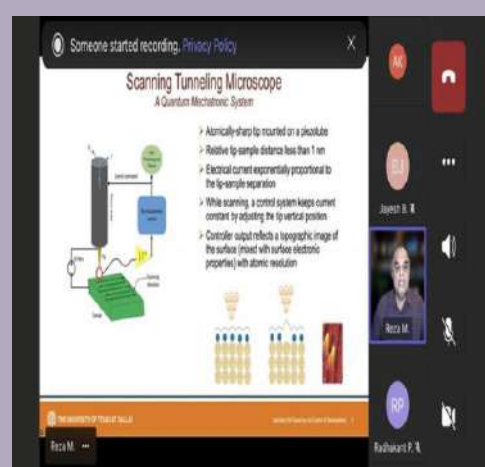 Someone started recording. Privacy Policy
Scanning Tunneling Microscope
A Quantum Mechatronic System
➢ Atomically-sharp tip mounted on a piezotube
➢ Relative tip-sample distance less than 1 nm
➢ Electrical current exponentially proportional to
the tip-sample separation
➢ While scanning, a control system keeps current
constant by adjusting the tip vertical position
➢ Controller output reflects a topographic image of
the surface (mixed with surface electronic
properties) with atomic resolution
THE UNIVERSITY OF TEXAS AT DALLAS
Reza M.
AK
Jayesh B.
Reza M.
RP
Radhakant P.